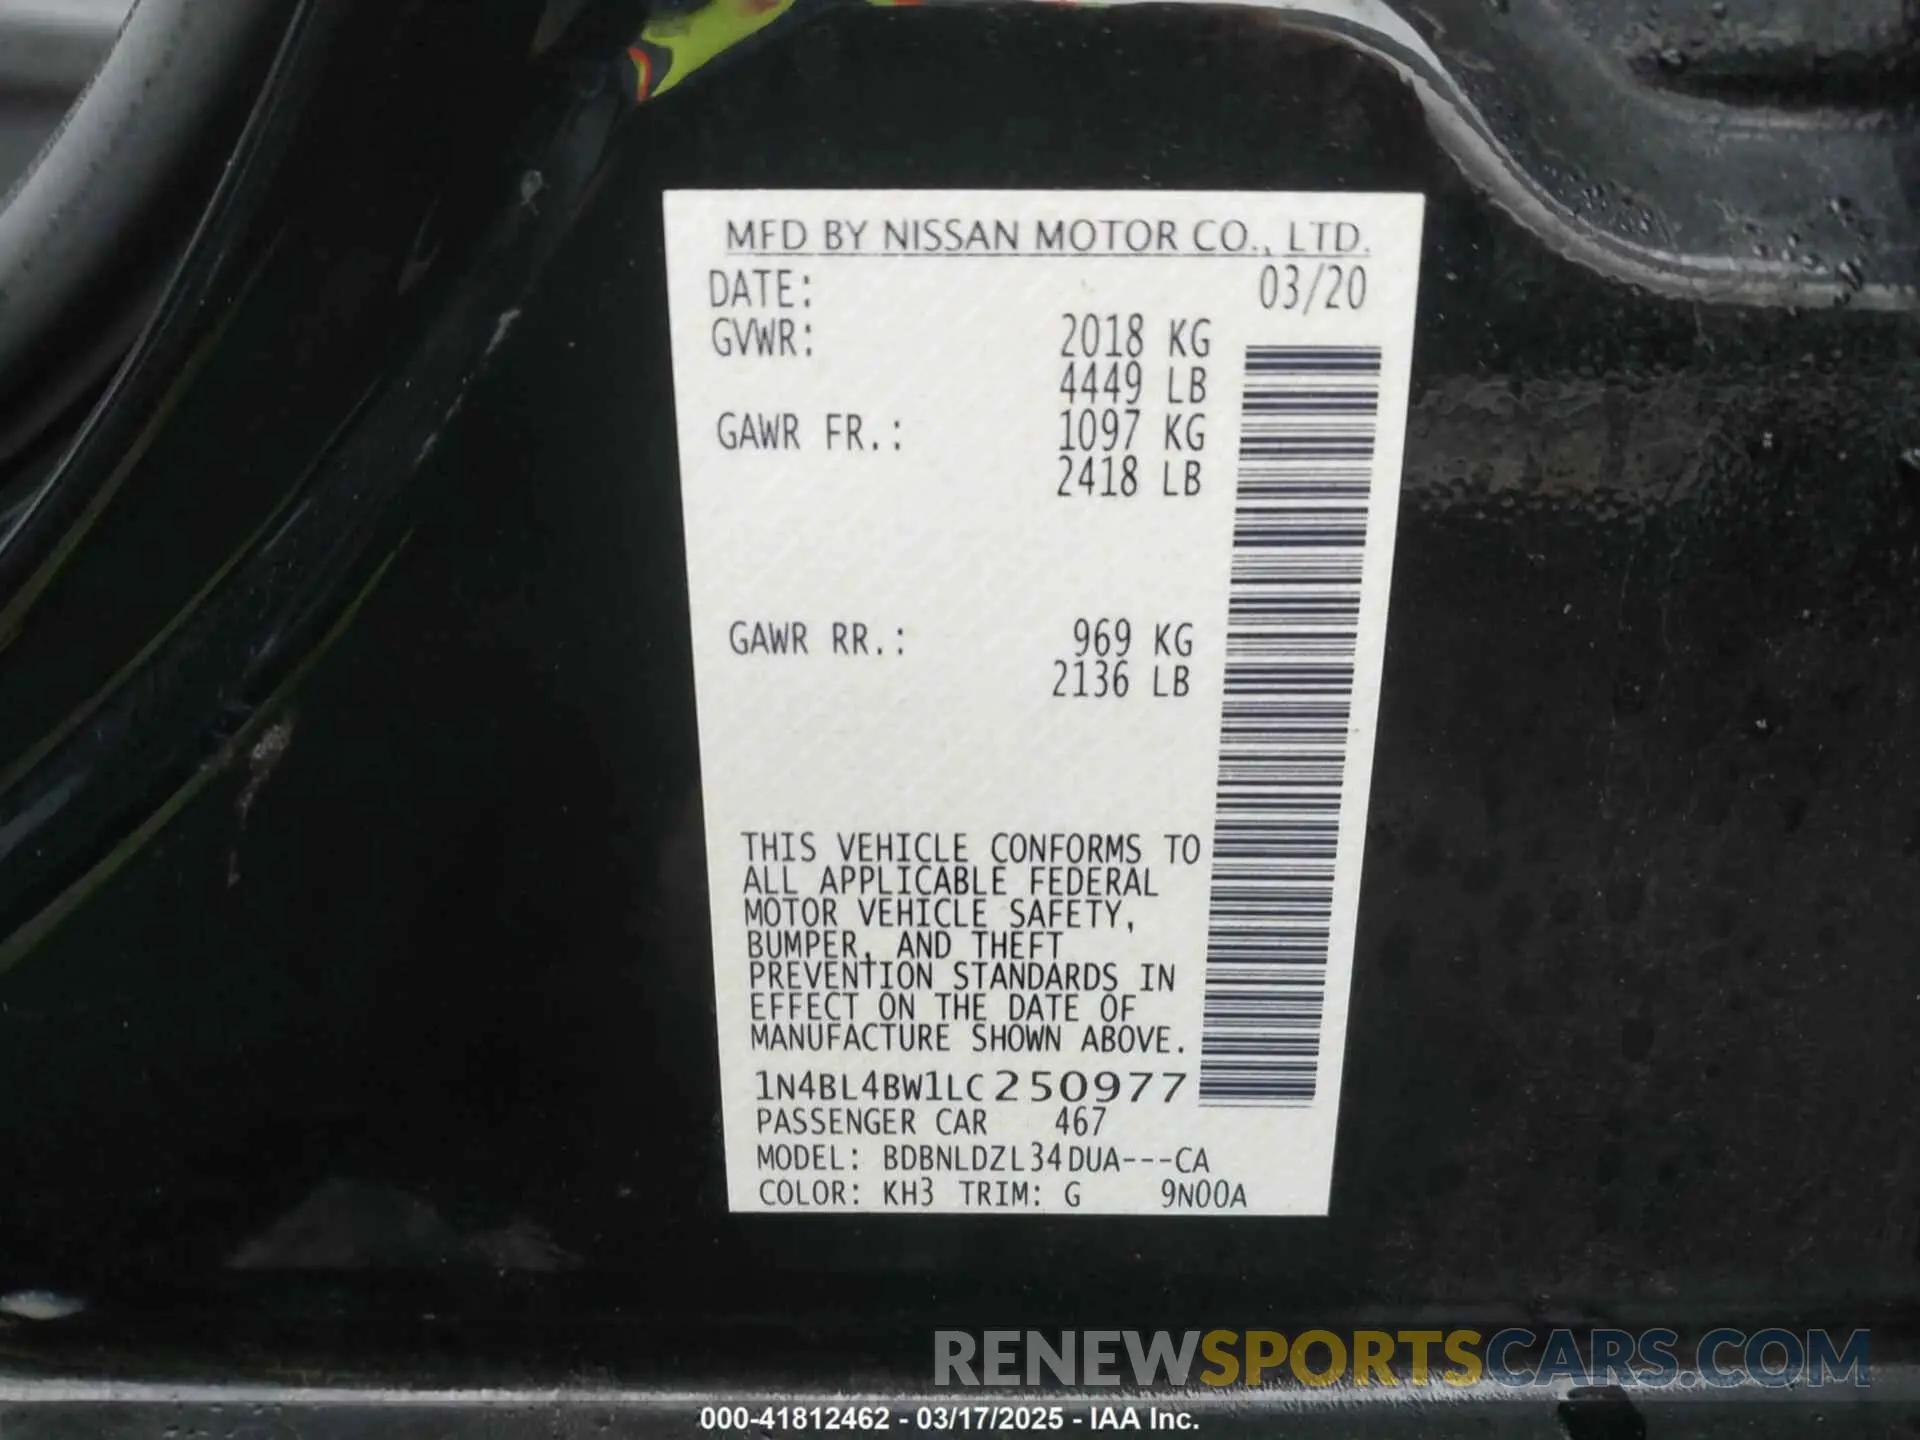 MFD BY NISSAN MOTOR CO., LTD.
DATE: 03/20
GVWR: 2018 KG
4449 LB
GAWR FR.: 1097 KG
2418 LB
GAWR RR.: 969 KG
2136 LB
THIS VEHICLE CONFORMS TO
ALL APPLICABLE FEDERAL
MOTOR VEHICLE SAFETY,
BUMPER, AND THEFT
PREVENTION STANDARDS IN
EFFECT ON THE DATE OF
MANUFACTURE SHOWN ABOVE.
1N4BL4BW1LC250977
PASSENGER CAR 467
MODEL: BDBNLDZL34DUA---CA
COLOR: KH3 TRIM: G 9N00A
RENEWSPORTSCARS.COM
000-41812462 - 03/17/2025 - IAA Inc.